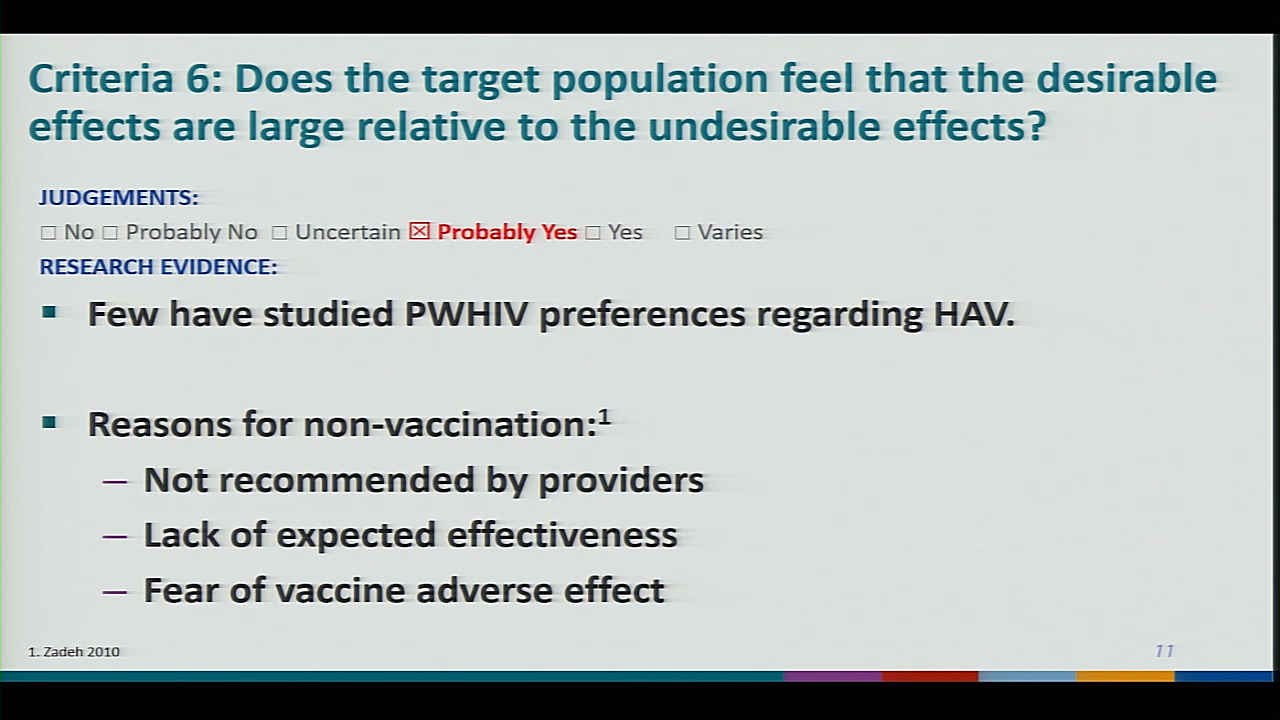 Criteria 6: Does the target population feel that the desirable
effects are large relative to the undesirable effects?
JUDGEMENTS:
□ No □ Probably No □ Uncertain ☒ Probably Yes □ Yes □ Varies
RESEARCH EVIDENCE:
▪ Few have studied PWHIV preferences regarding HAV.
▪ Reasons for non-vaccination:¹
— Not recommended by providers
— Lack of expected effectiveness
— Fear of vaccine adverse effect
1. Zadeh 2010
11